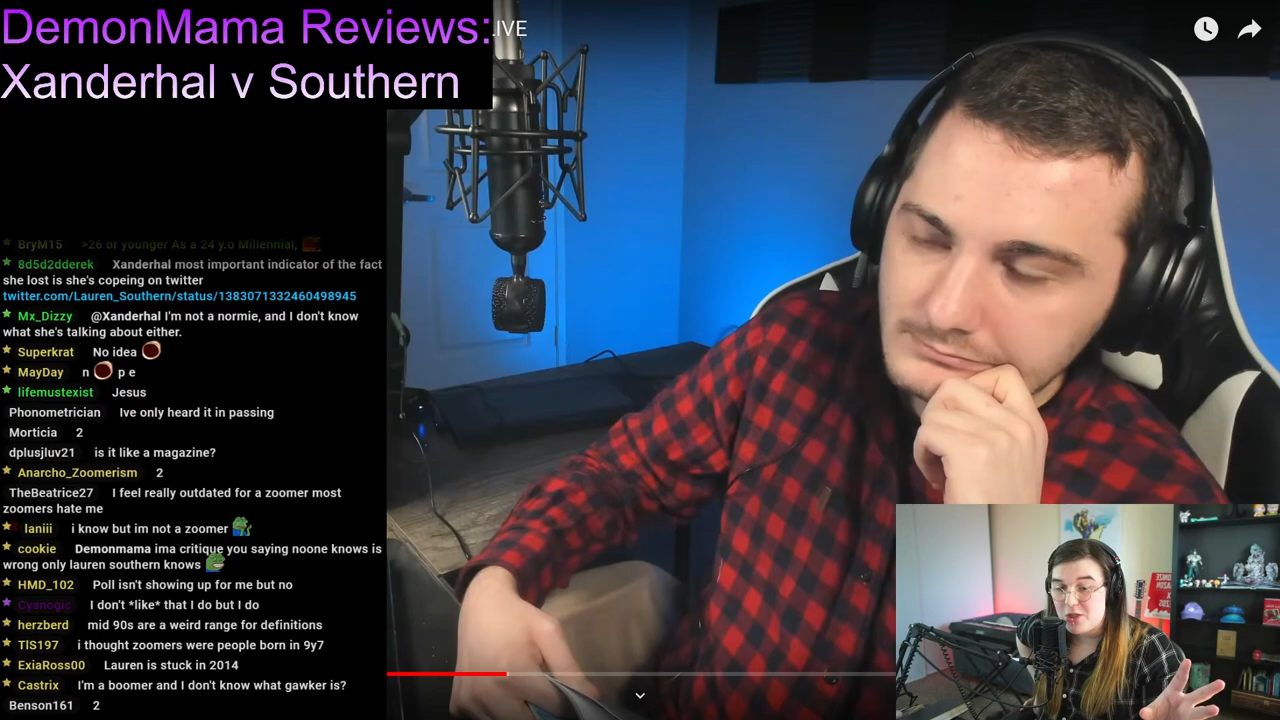 DemonMama Reviews:
LIVE
Xanderhal v Southern
BryM15 >26 or younger As a 24 y.o Millennial,
8d5d2dderek Xanderhal most important indicator of the fact
she lost is she's copeing on twitter
twitter.com/Lauren_Southern/status/1383071332460498945
Mx_Dizzy @Xanderhal I'm not a normie, and I don't know
what she's talking about either.
Superkrat No idea
MayDay n p e
lifemustexist Jesus
Phonometrician Ive only heard it in passing
Morticia 2
dplusjluv21 is it like a magazine?
Anarcho_Zoomerism 2
TheBeatrice27 I feel really outdated for a zoomer most
zoomers hate me
laniii i know but im not a zoomer
cookie Demonmama ima critique you saying noone knows is
wrong only lauren southern knows
HMD_102 Poll isn't showing up for me but no
Cyanogic I don't *like* that I do but I do
herzberd mid 90s are a weird range for definitions
TIS197 i thought zoomers were people born in 9y7
ExiaRoss00 Lauren is stuck in 2014
Castrix I'm a boomer and I don't know what gawker is?
Benson161 2